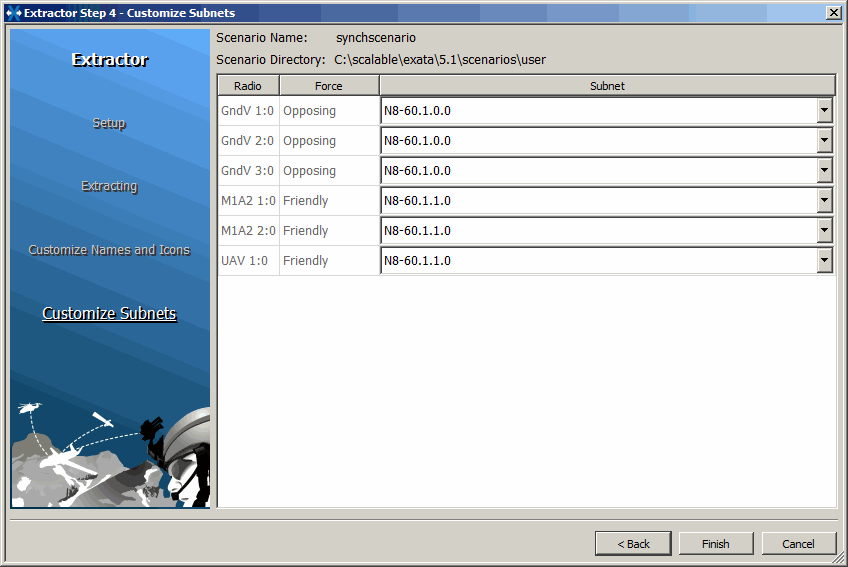 Extractor Step 4 - Customize Subnets
Extractor
Setup
Extracting
Customize Names and Icons
Customize Subnets
Scenario Name: synchscenario
Scenario Directory: C:\scalable\exata\5.1\scenarios\user
Radio Force Subnet
GndV 1:0 Opposing N8-60.1.0.0
GndV 2:0 Opposing N8-60.1.0.0
GndV 3:0 Opposing N8-60.1.0.0
M1A2 1:0 Friendly N8-60.1.1.0
M1A2 2:0 Friendly N8-60.1.1.0
UAV 1:0 Friendly N8-60.1.1.0
< Back Finish Cancel